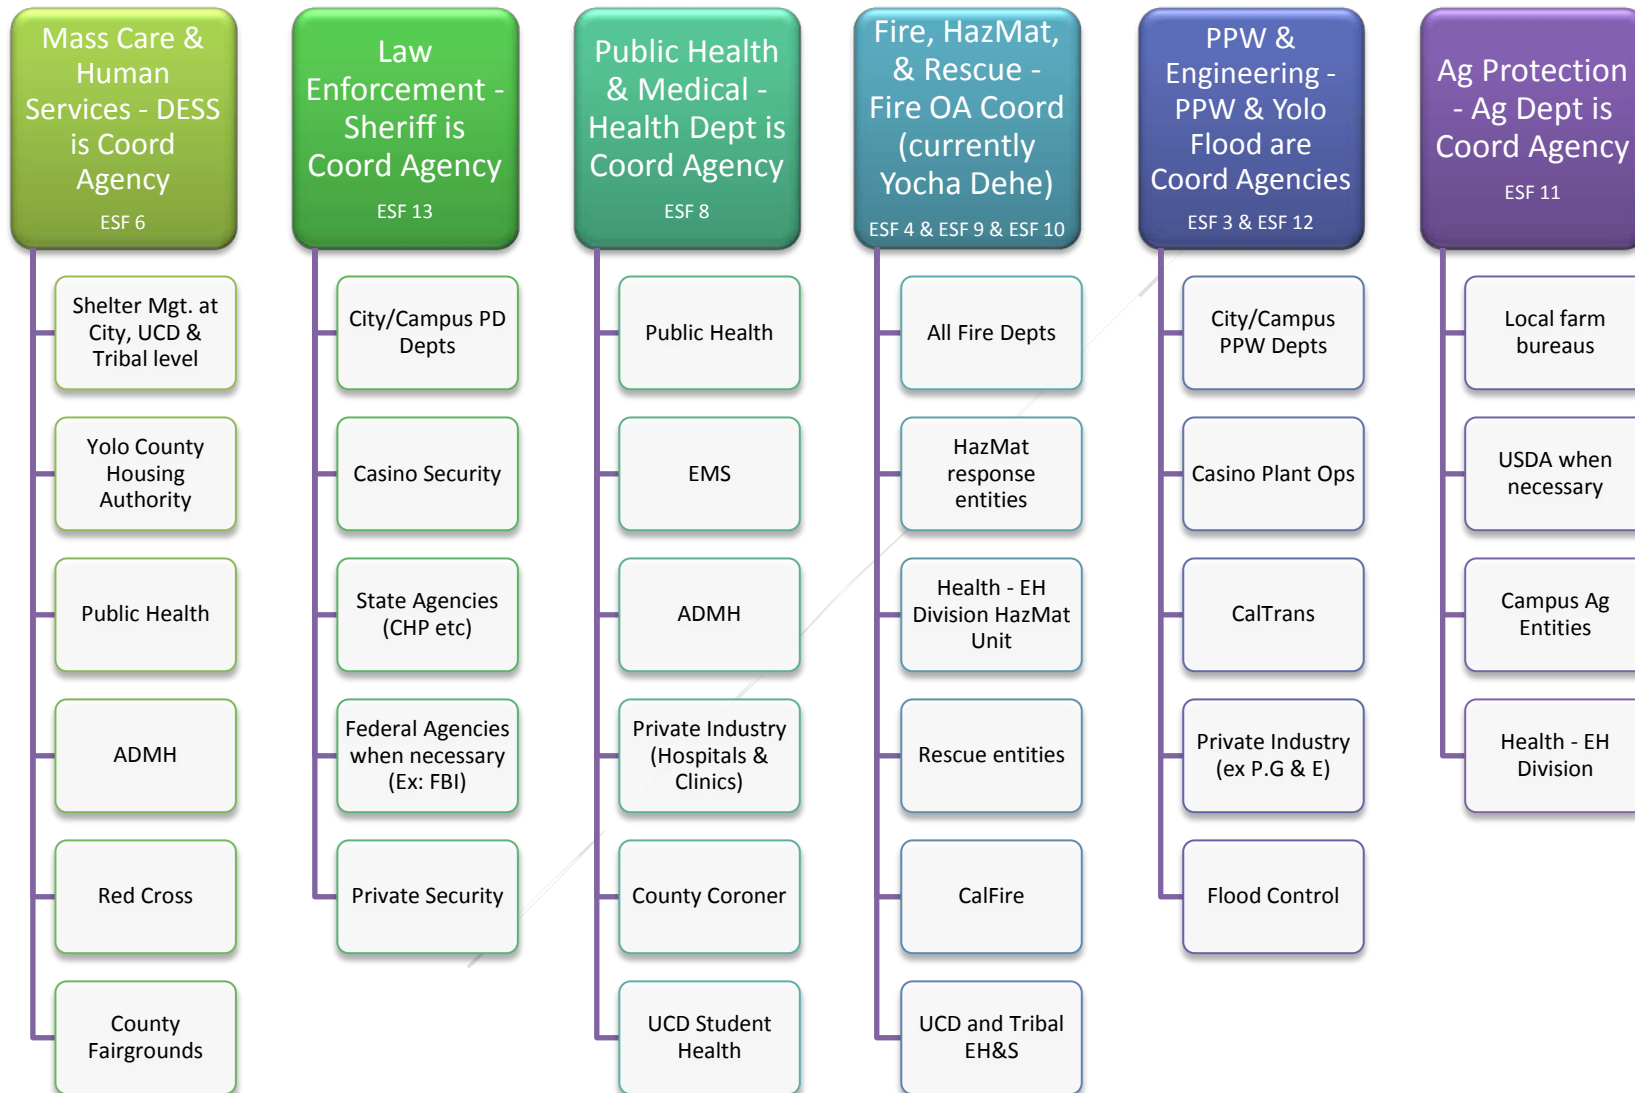 Mass Care &
Human
Services - DESS
is Coord
Agency
ESF 6
Shelter Mgt. at
City, UCD &
Tribal level
Yolo County
Housing
Authority
Public Health
ADMH
Red Cross
County
Fairgrounds
Law
Enforcement -
Sheriff is
Coord Agency
ESF 13
City/Campus PD
Depts
Casino Security
State Agencies
(CHP etc)
Federal Agencies
when necessary
(Ex: FBI)
Private Security
Public Health
& Medical -
Health Dept is
Coord Agency
ESF 8
Public Health
EMS
ADMH
Private Industry
(Hospitals &
Clinics)
County Coroner
UCD Student
Health
Fire, HazMat,
& Rescue -
Fire OA Coord
(currently
Yocha Dehe)
ESF 4 & ESF 9 & ESF 10
All Fire Depts
HazMat
response
entities
Health - EH
Division HazMat
Unit
Rescue entities
CalFire
UCD and Tribal
EH&S
PPW &
Engineering -
PPW & Yolo
Flood are
Coord Agencies
ESF 3 & ESF 12
City/Campus
PPW Depts
Casino Plant Ops
CalTrans
Private Industry
(ex P.G & E)
Flood Control
Ag Protection
- Ag Dept is
Coord Agency
ESF 11
Local farm
bureaus
USDA when
necessary
Campus Ag
Entities
Health - EH
Division